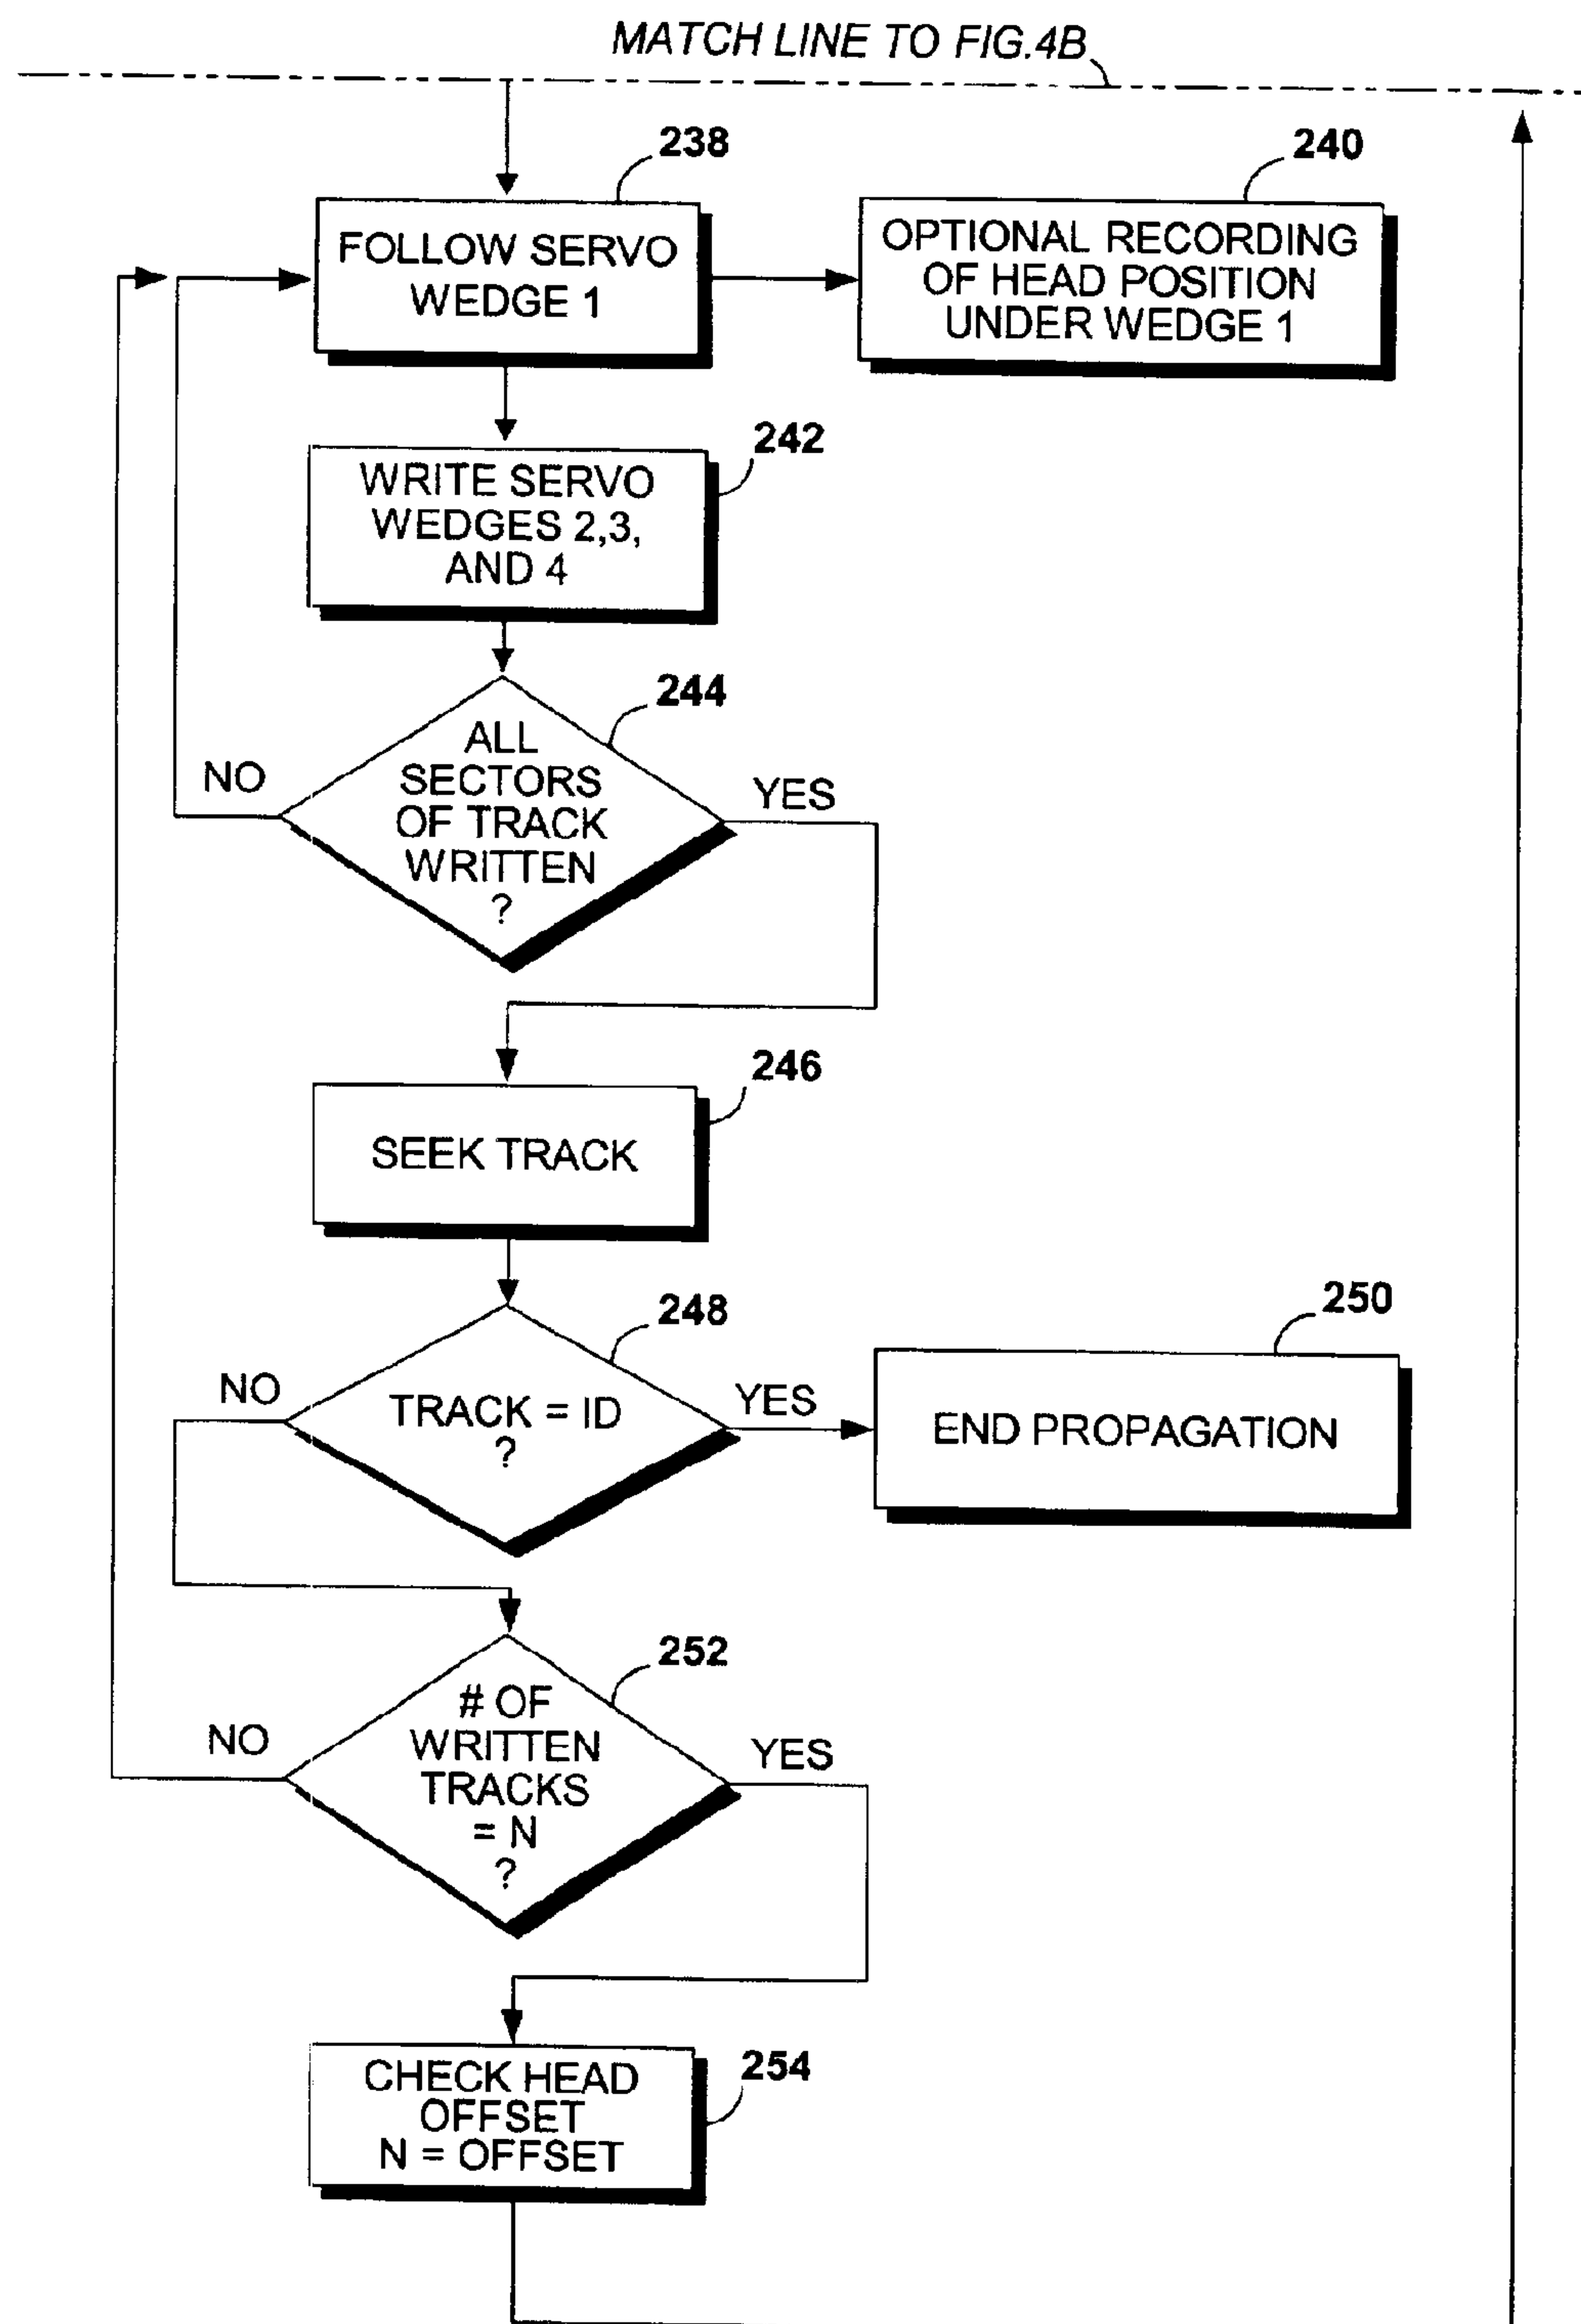 MATCH LINE TO FIG.4B
238
FOLLOW SERVO
WEDGE 1
240
OPTIONAL RECORDING
OF HEAD POSITION
UNDER WEDGE 1
242
WRITE SERVO
WEDGES 2,3,
AND 4
244
ALL
SECTORS
OF TRACK
WRITTEN
?
NO
YES
246
SEEK TRACK
248
TRACK = ID
?
NO
YES
250
END PROPAGATION
252
# OF
WRITTEN
TRACKS
= N
?
NO
YES
254
CHECK HEAD
OFFSET
N = OFFSET